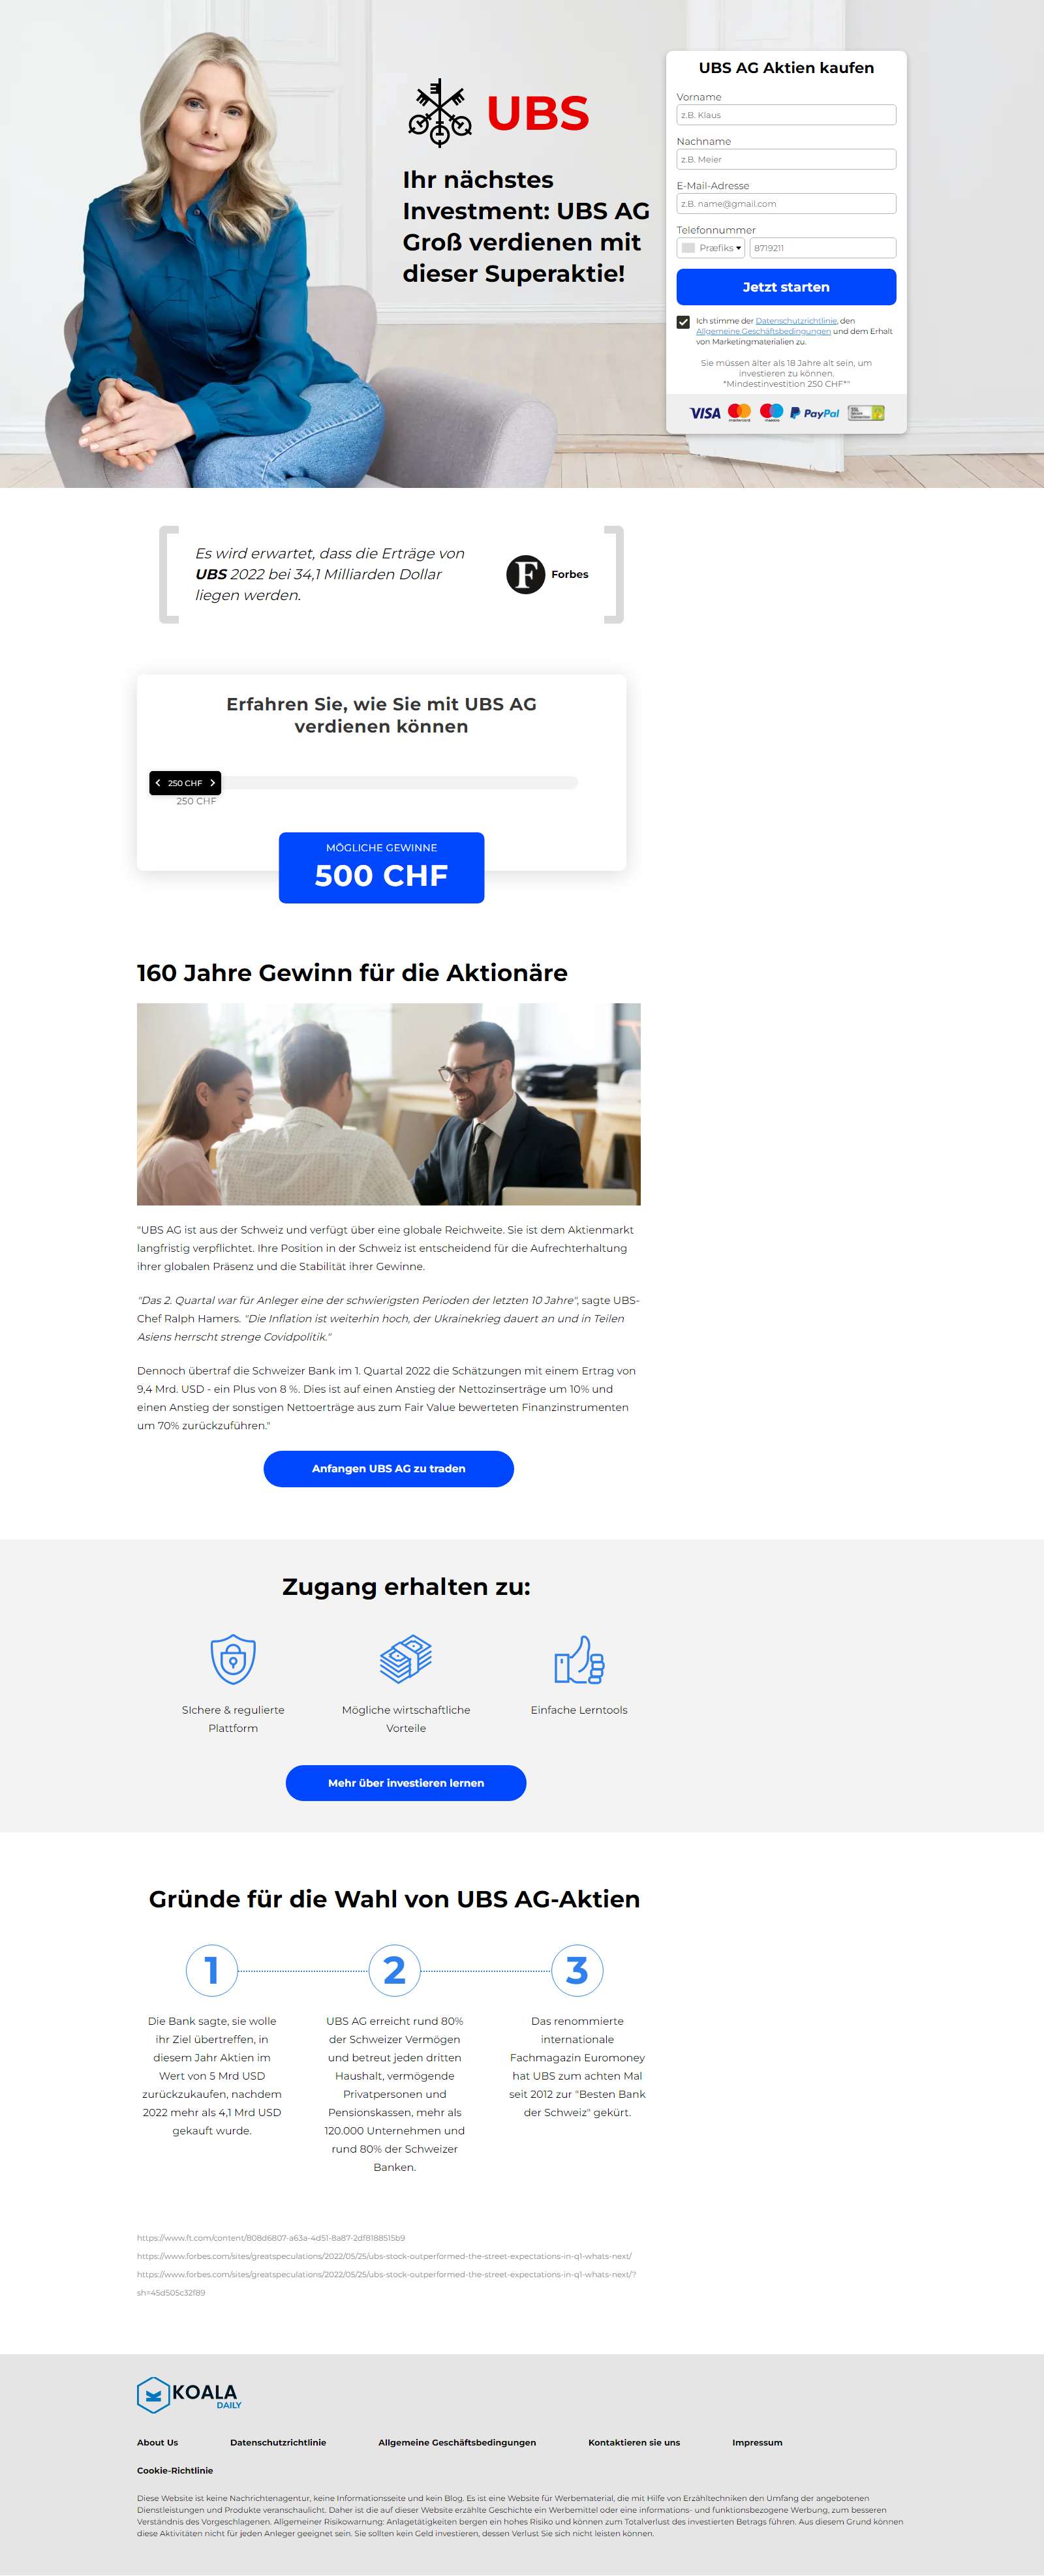 UBS
Ihr nächstes
Investment: UBS AG
Groß verdienen mit
dieser Superaktie!
UBS AG Aktien kaufen
Vorname
z.B. Klaus
Nachname
z.B. Meier
E-Mail-Adresse
z.B. name@gmail.com
Telefonnummer
Præfiks 8719211
Jetzt starten
Ich stimme der Datenschutzrichtlinie, den
Allgemeine Geschäftsbedingungen und dem Erhalt
von Marketingmaterialien zu.
Sie müssen älter als 18 Jahre alt sein, um
investieren zu können.
*Mindestinvestition 250 CHF*"
VISA mastercard maestro PayPal
Es wird erwartet, dass die Erträge von
UBS 2022 bei 34,1 Milliarden Dollar
liegen werden.
F Forbes
Erfahren Sie, wie Sie mit UBS AG
verdienen können
250 CHF
250 CHF
MÖGLICHE GEWINNE
500 CHF
160 Jahre Gewinn für die Aktionäre
"UBS AG ist aus der Schweiz und verfügt über eine globale Reichweite. Sie ist dem Aktienmarkt
langfristig verpflichtet. Ihre Position in der Schweiz ist entscheidend für die Aufrechterhaltung
ihrer globalen Präsenz und die Stabilität ihrer Gewinne.
"Das 2. Quartal war für Anleger eine der schwierigsten Perioden der letzten 10 Jahre", sagte UBS-
Chef Ralph Hamers. "Die Inflation ist weiterhin hoch, der Ukrainekrieg dauert an und in Teilen
Asiens herrscht strenge Covidpolitik."
Dennoch übertraf die Schweizer Bank im 1. Quartal 2022 die Schätzungen mit einem Ertrag von
9,4 Mrd. USD - ein Plus von 8 %. Dies ist auf einen Anstieg der Nettozinserträge um 10% und
einen Anstieg der sonstigen Nettoerträge aus zum Fair Value bewerteten Finanzinstrumenten
um 70% zurückzuführen."
Anfangen UBS AG zu traden
Zugang erhalten zu:
SIchere & regulierte
Plattform
Mögliche wirtschaftliche
Vorteile
Einfache Lerntools
Mehr über investieren lernen
Gründe für die Wahl von UBS AG-Aktien
1
2
3
Die Bank sagte, sie wolle
ihr Ziel übertreffen, in
diesem Jahr Aktien im
Wert von 5 Mrd USD
zurückzukaufen, nachdem
2022 mehr als 4,1 Mrd USD
gekauft wurde.
UBS AG erreicht rund 80%
der Schweizer Vermögen
und betreut jeden dritten
Haushalt, vermögende
Privatpersonen und
Pensionskassen, mehr als
120.000 Unternehmen und
rund 80% der Schweizer
Banken.
Das renommierte
internationale
Fachmagazin Euromoney
hat UBS zum achten Mal
seit 2012 zur "Besten Bank
der Schweiz" gekürt.
https://www.ft.com/content/808d6807-a63a-4d51-8a87-2df8188515b9
https://www.forbes.com/sites/greatspeculations/2022/05/25/ubs-stock-outperformed-the-street-expectations-in-q1-whats-next/
https://www.forbes.com/sites/greatspeculations/2022/05/25/ubs-stock-outperformed-the-street-expectations-in-q1-whats-next/?
sh=45d505c32f89
KOALA
DAILY
About Us
Datenschutzrichtlinie
Allgemeine Geschäftsbedingungen
Kontaktieren sie uns
Impressum
Cookie-Richtlinie
Diese Website ist keine Nachrichtenagentur, keine Informationsseite und kein Blog. Es ist eine Website für Werbematerial, die mit Hilfe von Erzähltechniken den Umfang der angebotenen
Dienstleistungen und Produkte veranschaulicht. Daher ist die auf dieser Website erzählte Geschichte ein Werbemittel oder eine informations- und funktionsbezogene Werbung, zum besseren
Verständnis des Vorgeschlagenen. Allgemeiner Risikowarnung: Anlagetätigkeiten bergen ein hohes Risiko und können zum Totalverlust des investierten Betrags führen. Aus diesem Grund können
diese Aktivitäten nicht für jeden Anleger geeignet sein. Sie sollten kein Geld investieren, dessen Verlust Sie sich nicht leisten können.